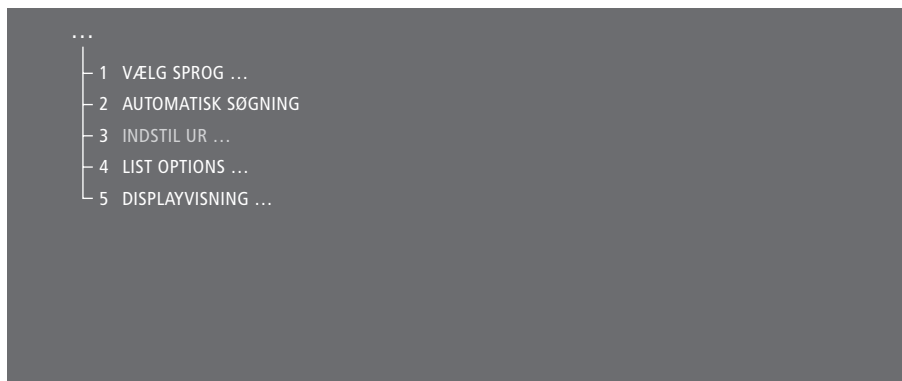 ...
1 VÆLG SPROG ...
2 AUTOMATISK SØGNING
3 INDSTIL UR ...
4 LIST OPTIONS ...
5 DISPLAYVISNING ...